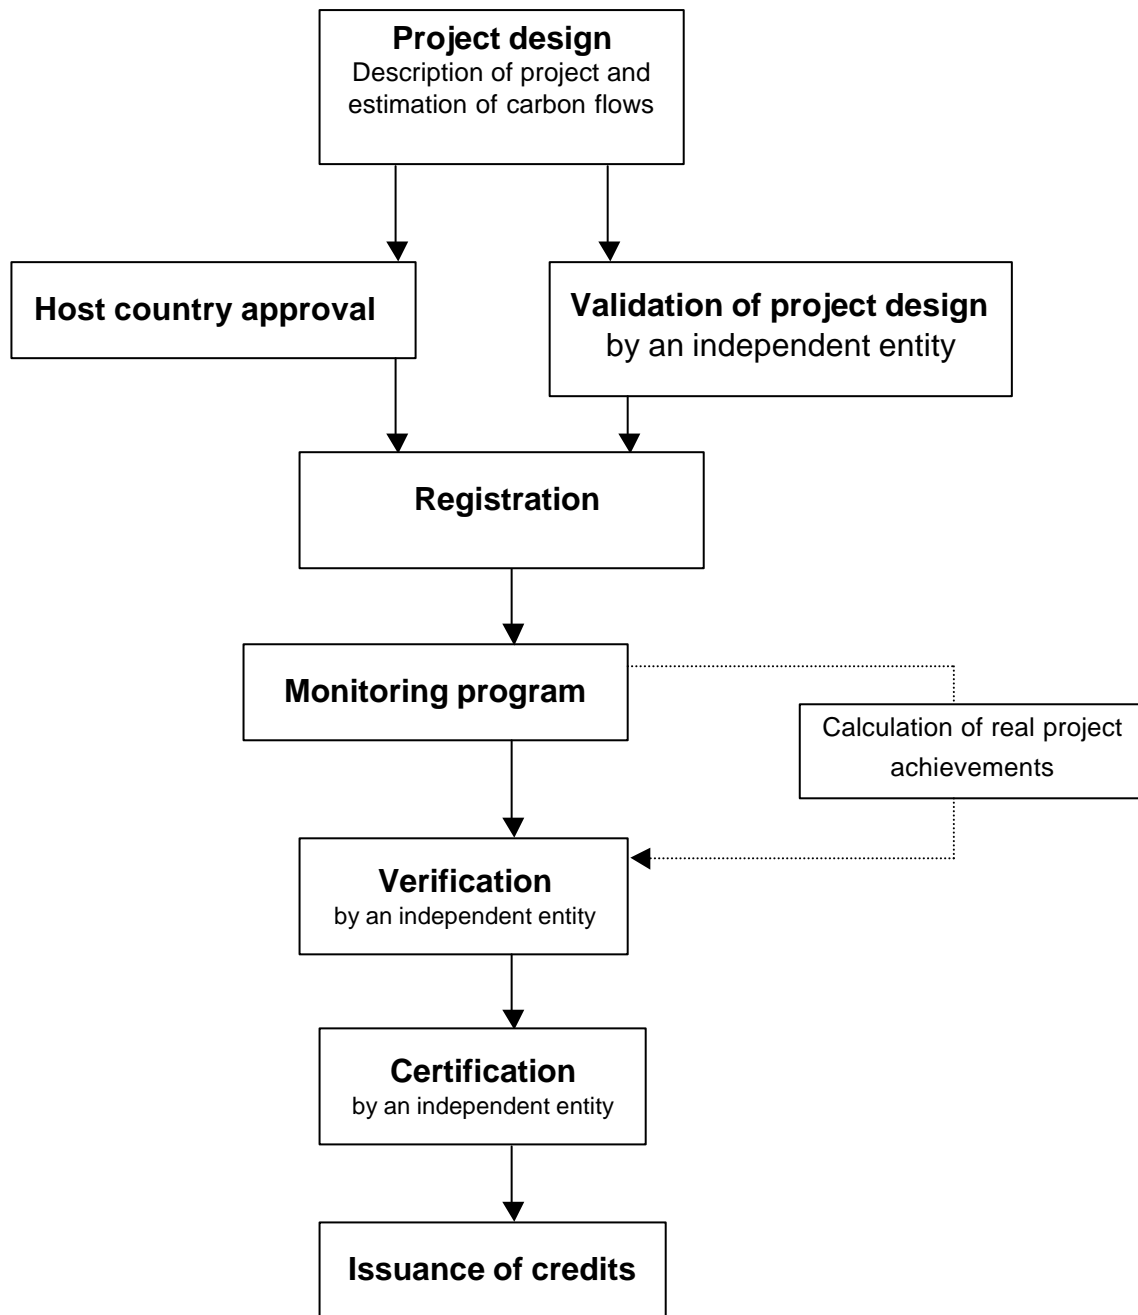 Project design
Description of project and
estimation of carbon flows
Host country approval
Validation of project design
by an independent entity
Registration
Monitoring program
Calculation of real project
achievements
Verification
by an independent entity
Certification
by an independent entity
Issuance of credits